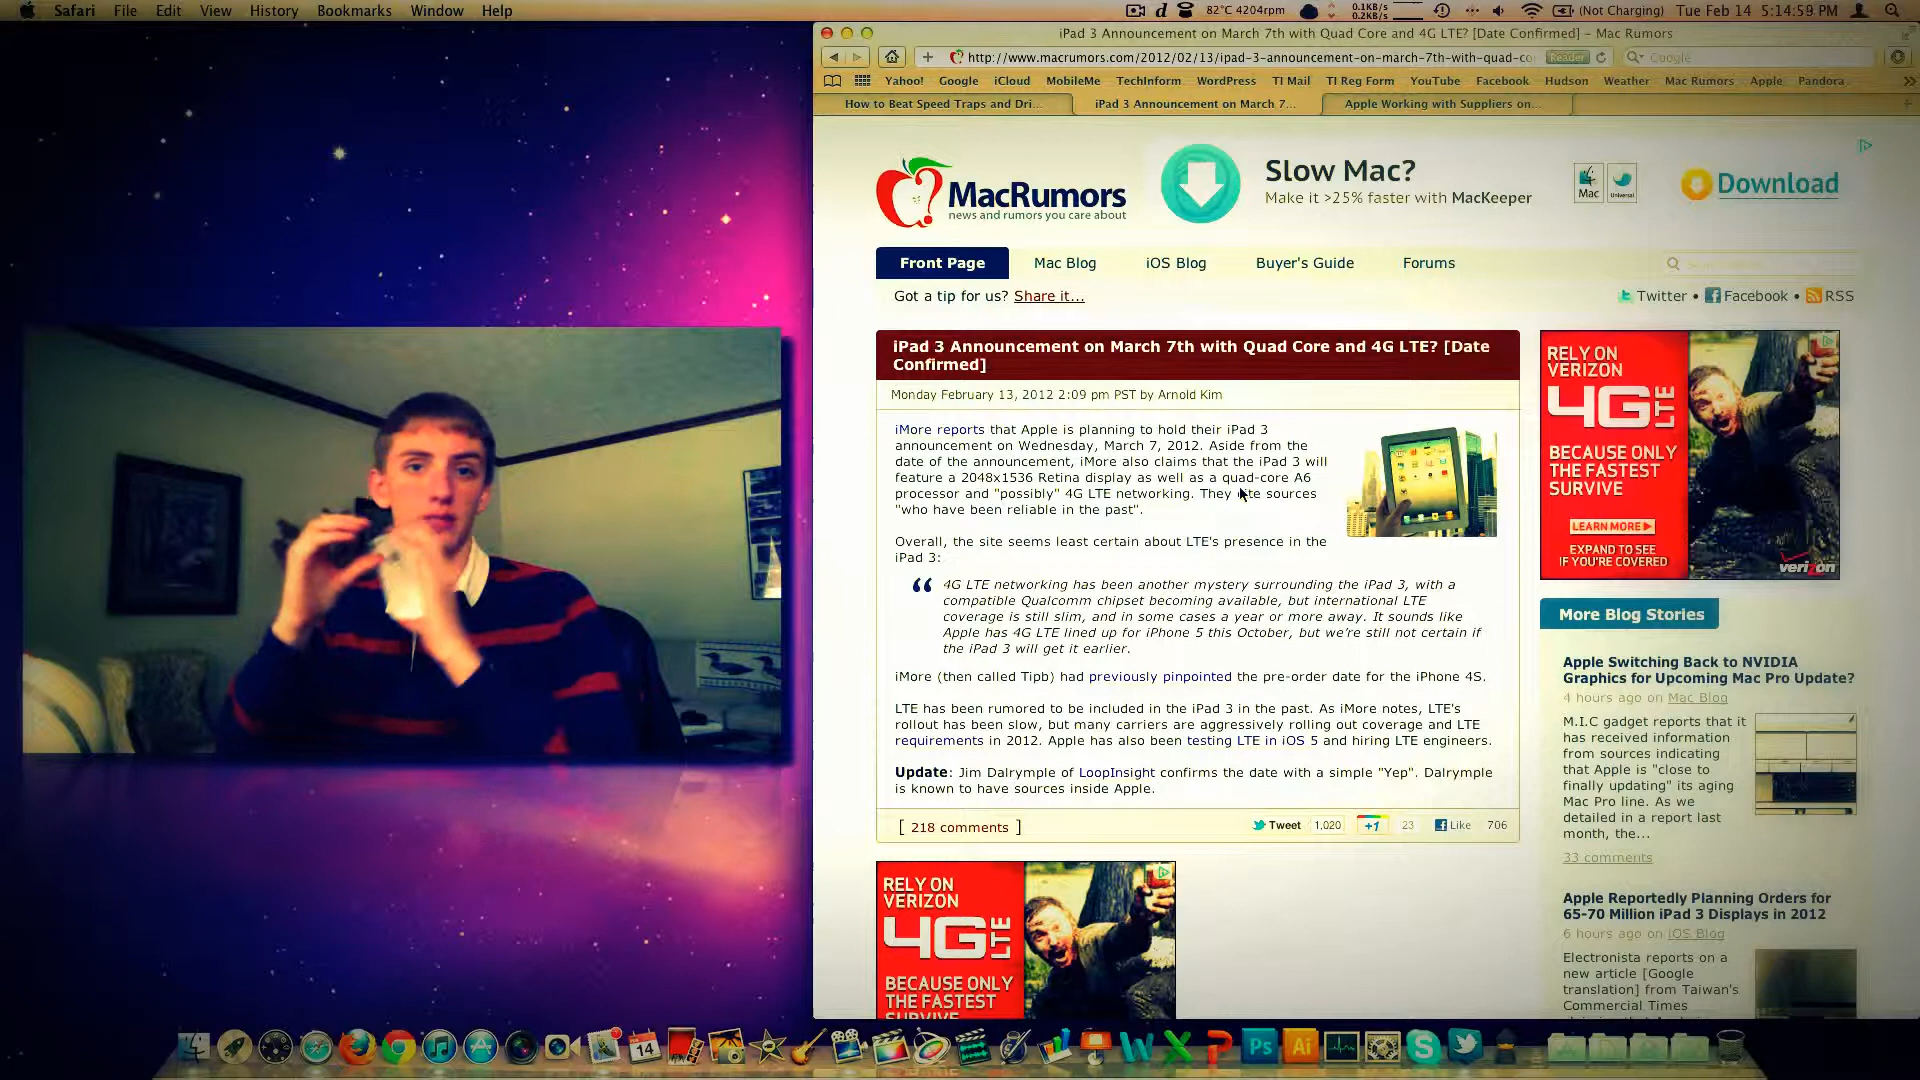 Safari File Edit View History Bookmarks Window Help
82°C 4204rpm
0.1KB/s
0.2KB/s
(Not Charging) Tue Feb 14 5:14:59 PM
iPad 3 Announcement on March 7th with Quad Core and 4G LTE? [Date Confirmed] – Mac Rumors
http://www.macrumors.com/2012/02/13/ipad-3-announcement-on-march-7th-with-quad-co
Reader
Google
Yahoo! Google iCloud MobileMe TechInform WordPress TI Mail TI Reg Form YouTube Facebook Hudson Weather Mac Rumors Apple Pandora
How to Beat Speed Traps and Dri...
iPad 3 Announcement on March 7...
Apple Working with Suppliers on...
MacRumors
news and rumors you care about
Slow Mac?
Make it >25% faster with MacKeeper
Mac
Universal
Download
Front Page Mac Blog iOS Blog Buyer's Guide Forums
Got a tip for us? Share it...
Twitter • Facebook • RSS
iPad 3 Announcement on March 7th with Quad Core and 4G LTE? [Date
Confirmed]
Monday February 13, 2012 2:09 pm PST by Arnold Kim
iMore reports that Apple is planning to hold their iPad 3
announcement on Wednesday, March 7, 2012. Aside from the
date of the announcement, iMore also claims that the iPad 3 will
feature a 2048x1536 Retina display as well as a quad-core A6
processor and "possibly" 4G LTE networking. They cite sources
"who have been reliable in the past".
Overall, the site seems least certain about LTE's presence in the
iPad 3:
“ 4G LTE networking has been another mystery surrounding the iPad 3, with a
compatible Qualcomm chipset becoming available, but international LTE
coverage is still slim, and in some cases a year or more away. It sounds like
Apple has 4G LTE lined up for iPhone 5 this October, but we're still not certain if
the iPad 3 will get it earlier.
iMore (then called Tipb) had previously pinpointed the pre-order date for the iPhone 4S.
LTE has been rumored to be included in the iPad 3 in the past. As iMore notes, LTE's
rollout has been slow, but many carriers are aggressively rolling out coverage and LTE
requirements in 2012. Apple has also been testing LTE in iOS 5 and hiring LTE engineers.
Update: Jim Dalrymple of LoopInsight confirms the date with a simple "Yep". Dalrymple
is known to have sources inside Apple.
[ 218 comments ]
Tweet 1,020 +1 23 Like 706
RELY ON
VERIZON
4G LTE
BECAUSE ONLY
THE FASTEST
SURVIVE
LEARN MORE
EXPAND TO SEE
IF YOU'RE COVERED
verizon
More Blog Stories
Apple Switching Back to NVIDIA
Graphics for Upcoming Mac Pro Update?
4 hours ago on Mac Blog
M.I.C gadget reports that it
has received information
from sources indicating
that Apple is "close to
finally updating" its aging
Mac Pro line. As we
detailed in a report last
month, the...
33 comments
Apple Reportedly Planning Orders for
65-70 Million iPad 3 Displays in 2012
6 hours ago on iOS Blog
Electronista reports on a
new article [Google
translation] from Taiwan's
Commercial Times
RELY ON
VERIZON
4G LTE
BECAUSE ONLY
THE FASTEST
SURVIVE
FEB
14
Ps
Ai